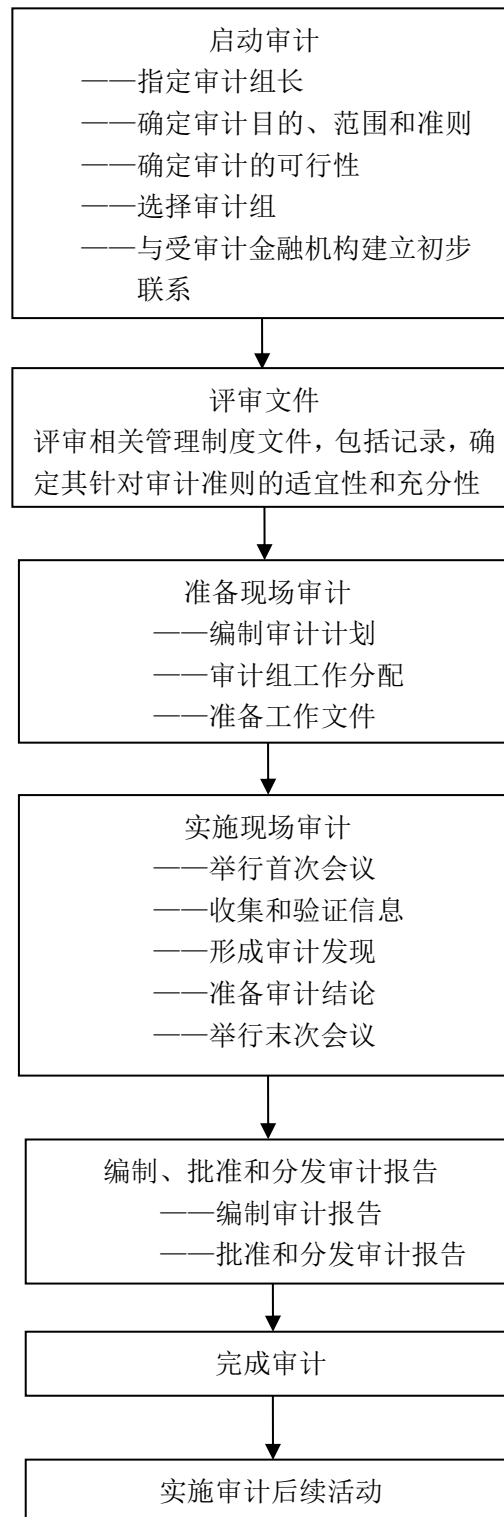 启动审计
——指定审计组长
——确定审计目的、范围和准则
——确定审计的可行性
——选择审计组
——与受审计金融机构建立初步
联系
评审文件
评审相关管理制度文件，包括记录，确
定其针对审计准则的适宜性和充分性
准备现场审计
——编制审计计划
——审计组工作分配
——准备工作文件
实施现场审计
——举行首次会议
——收集和验证信息
——形成审计发现
——准备审计结论
——举行末次会议
编制、批准和分发审计报告
——编制审计报告
——批准和分发审计报告
完成审计
实施审计后续活动